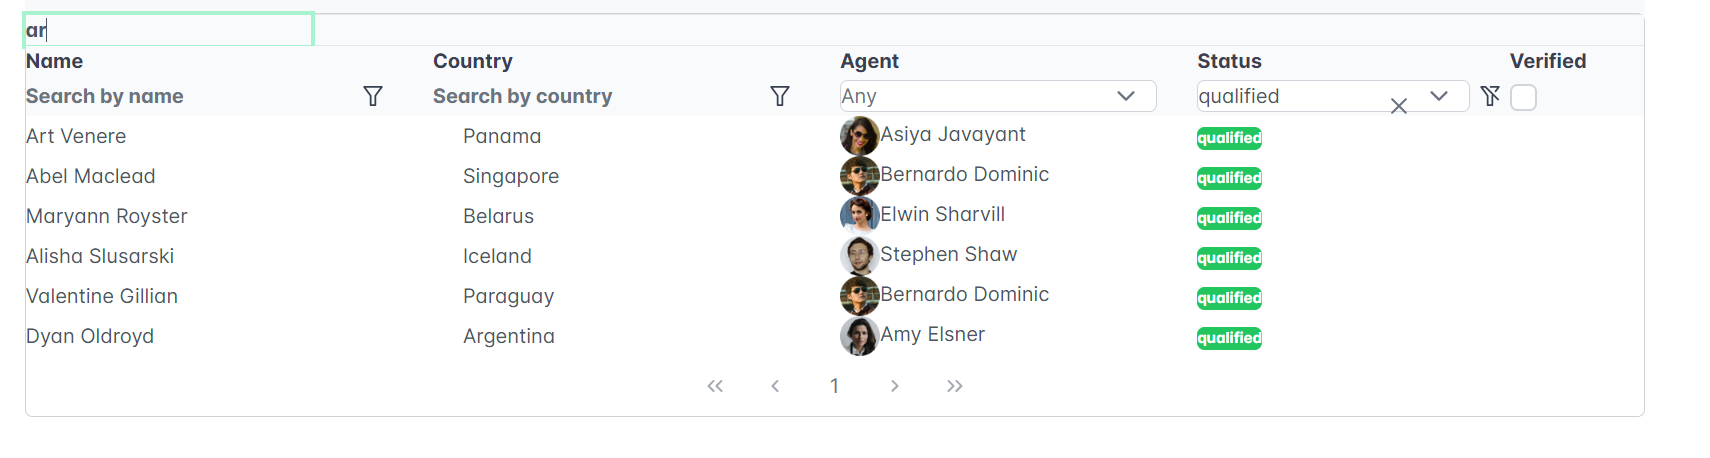 ar
Name Country Agent Status Verified
Search by name Search by country Any qualified
Art Venere Panama Asiya Javayant qualified
Abel Maclead Singapore Bernardo Dominic qualified
Maryann Royster Belarus Elwin Sharvill qualified
Alisha Slusarski Iceland Stephen Shaw qualified
Valentine Gillian Paraguay Bernardo Dominic qualified
Dyan Oldroyd Argentina Amy Elsner qualified
1